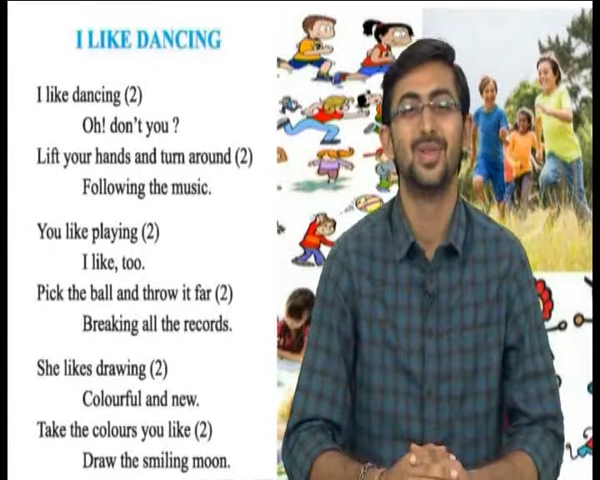 I LIKE DANCING
I like dancing (2)
Oh! don't you ?
Lift your hands and turn around (2)
Following the music.
You like playing (2)
I like, too.
Pick the ball and throw it far (2)
Breaking all the records.
She likes drawing (2)
Colourful and new.
Take the colours you like (2)
Draw the smiling moon.